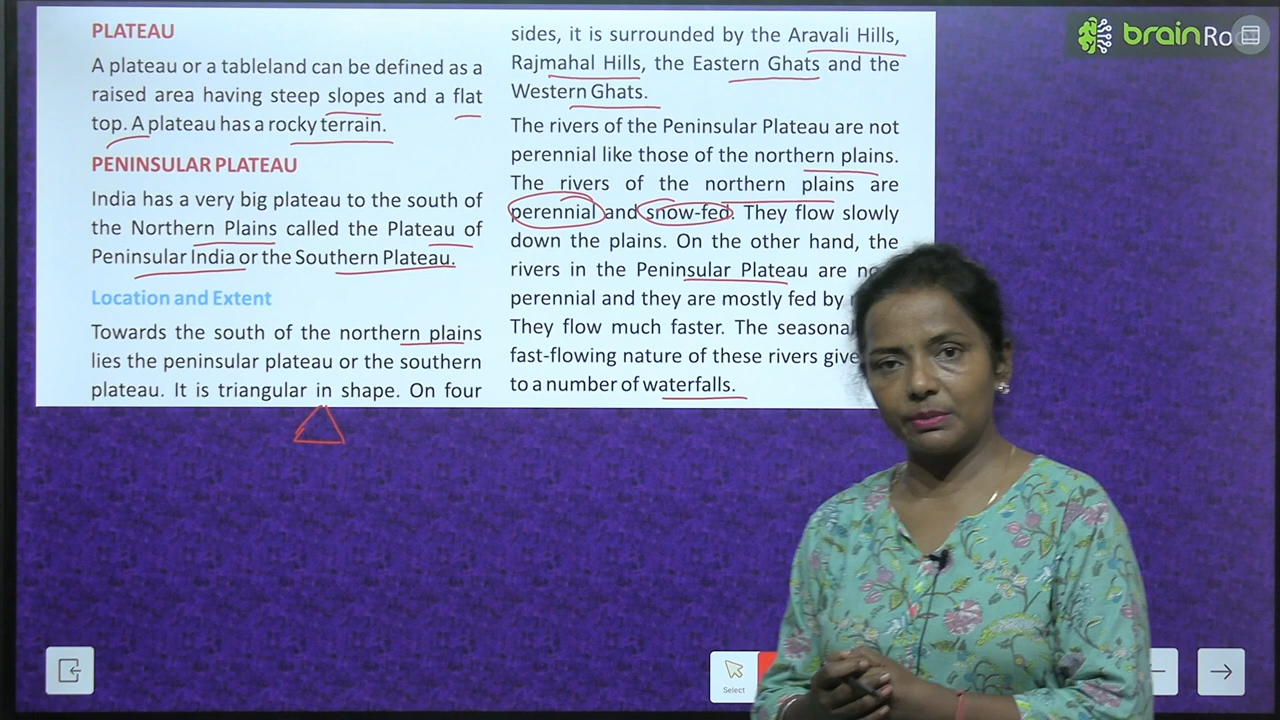 PLATEAU
A plateau or a tableland can be defined as a
raised area having steep slopes and a flat
top. A plateau has a rocky terrain.
PENINSULAR PLATEAU
India has a very big plateau to the south of
the Northern Plains called the Plateau of
Peninsular India or the Southern Plateau.
Location and Extent
Towards the south of the northern plains
lies the peninsular plateau or the southern
plateau. It is triangular in shape. On four
sides, it is surrounded by the Aravali Hills,
Rajmahal Hills, the Eastern Ghats and the
Western Ghats.
The rivers of the Peninsular Plateau are not
perennial like those of the northern plains.
The rivers of the northern plains are
perennial and snow-fed. They flow slowly
down the plains. On the other hand, the
rivers in the Peninsular Plateau are
perennial and they are mostly fed by
They flow much faster. The seasonal
fast-flowing nature of these rivers give
to a number of waterfalls.
brain
Select